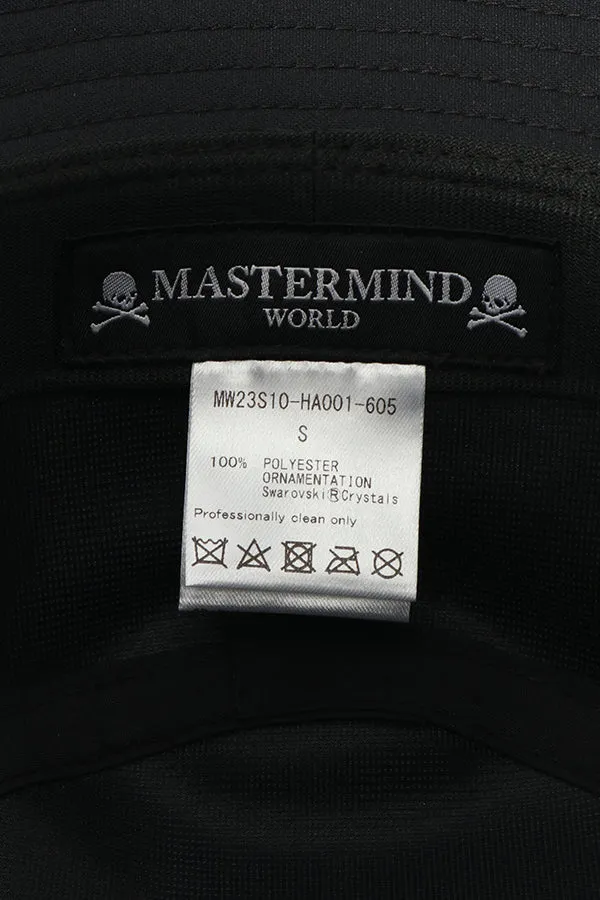 MASTERMIND
WORLD
MW23S10-HA001-605
S
100% POLYESTER
ORNAMENTATION
Swarovski®Crystals
Professionally clean only